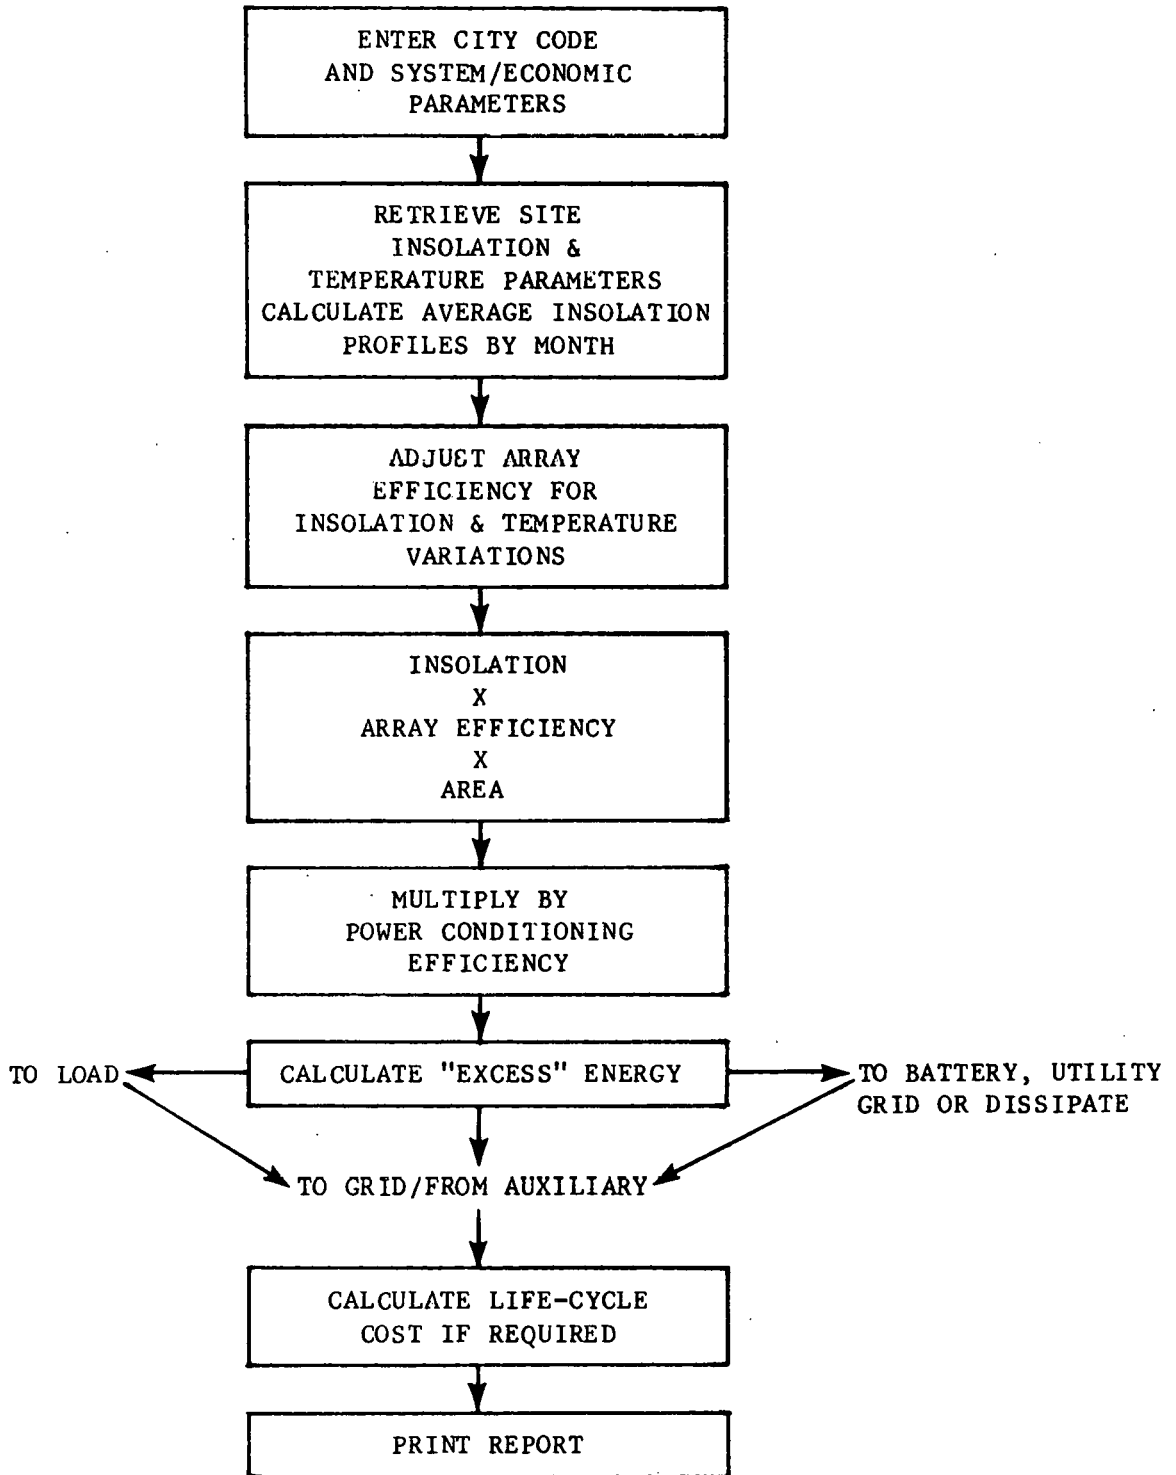 ENTER CITY CODE
AND SYSTEM/ECONOMIC
PARAMETERS
RETRIEVE SITE
INSOLATION &
TEMPERATURE PARAMETERS
CALCULATE AVERAGE INSOLATION
PROFILES BY MONTH
ADJUST ARRAY
EFFICIENCY FOR
INSOLATION & TEMPERATURE
VARIATIONS
INSOLATION
X
ARRAY EFFICIENCY
X
AREA
MULTIPLY BY
POWER CONDITIONING
EFFICIENCY
TO LOAD
CALCULATE "EXCESS" ENERGY
TO BATTERY, UTILITY
GRID OR DISSIPATE
TO GRID/FROM AUXILIARY
CALCULATE LIFE-CYCLE
COST IF REQUIRED
PRINT REPORT